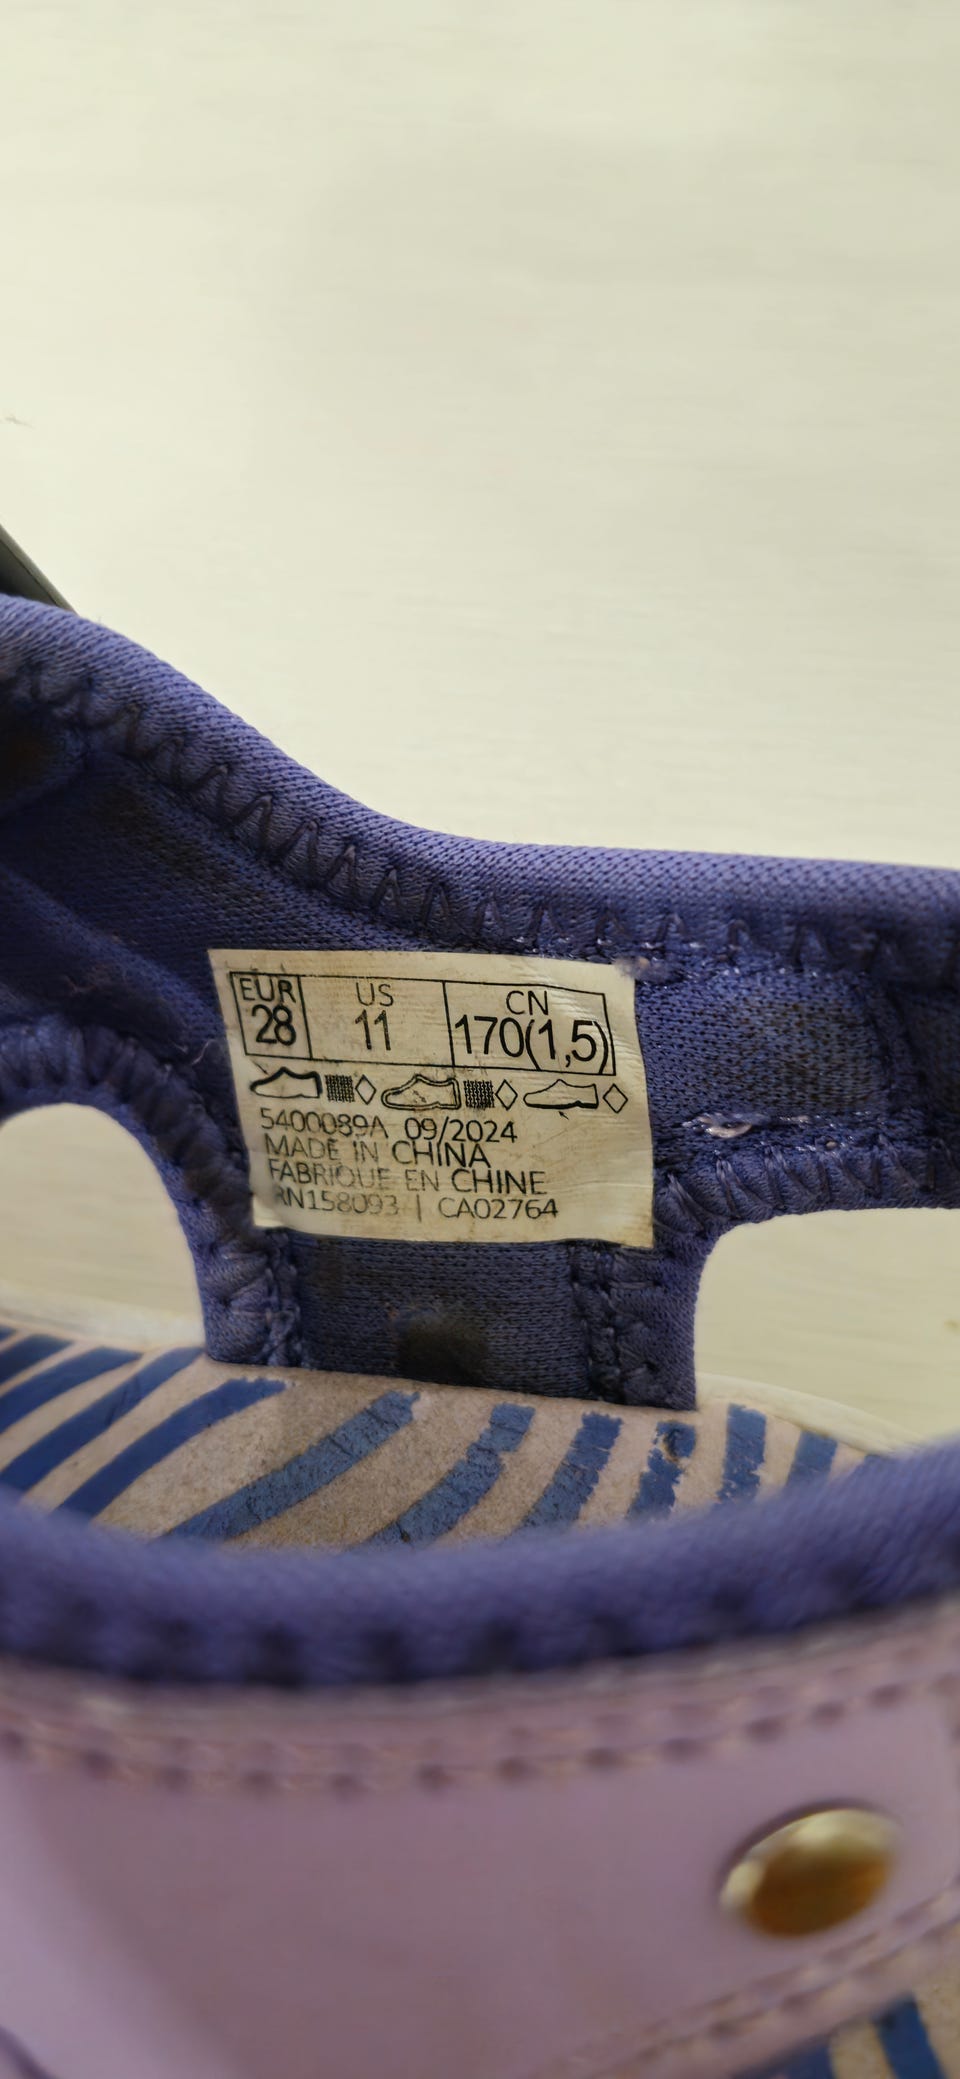 EUR US CN
28 11 170(1,5)
5400089A 09/2024
MADE IN CHINA
FABRIQUE EN CHINE
RN158093 | CA02764